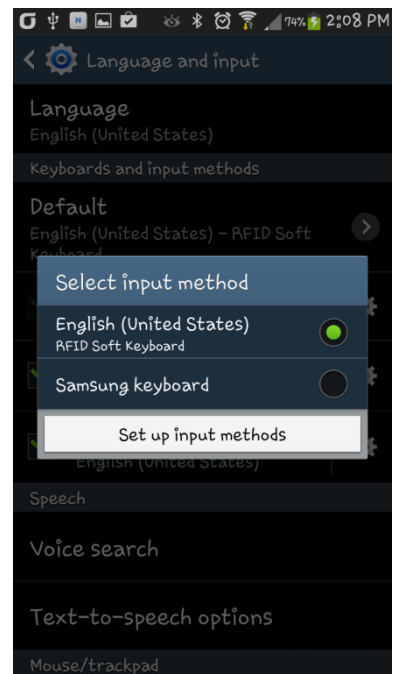 74% 2:08 PM
Language and input
Language
English (United States)
Keyboards and input methods
Default
English (United States) – RFID Soft
Keyboard
Select input method
English (United States)
RFID Soft Keyboard
Samsung keyboard
Set up input methods
English (United States)
Speech
Voice search
Text-to-speech options
Mouse/trackpad